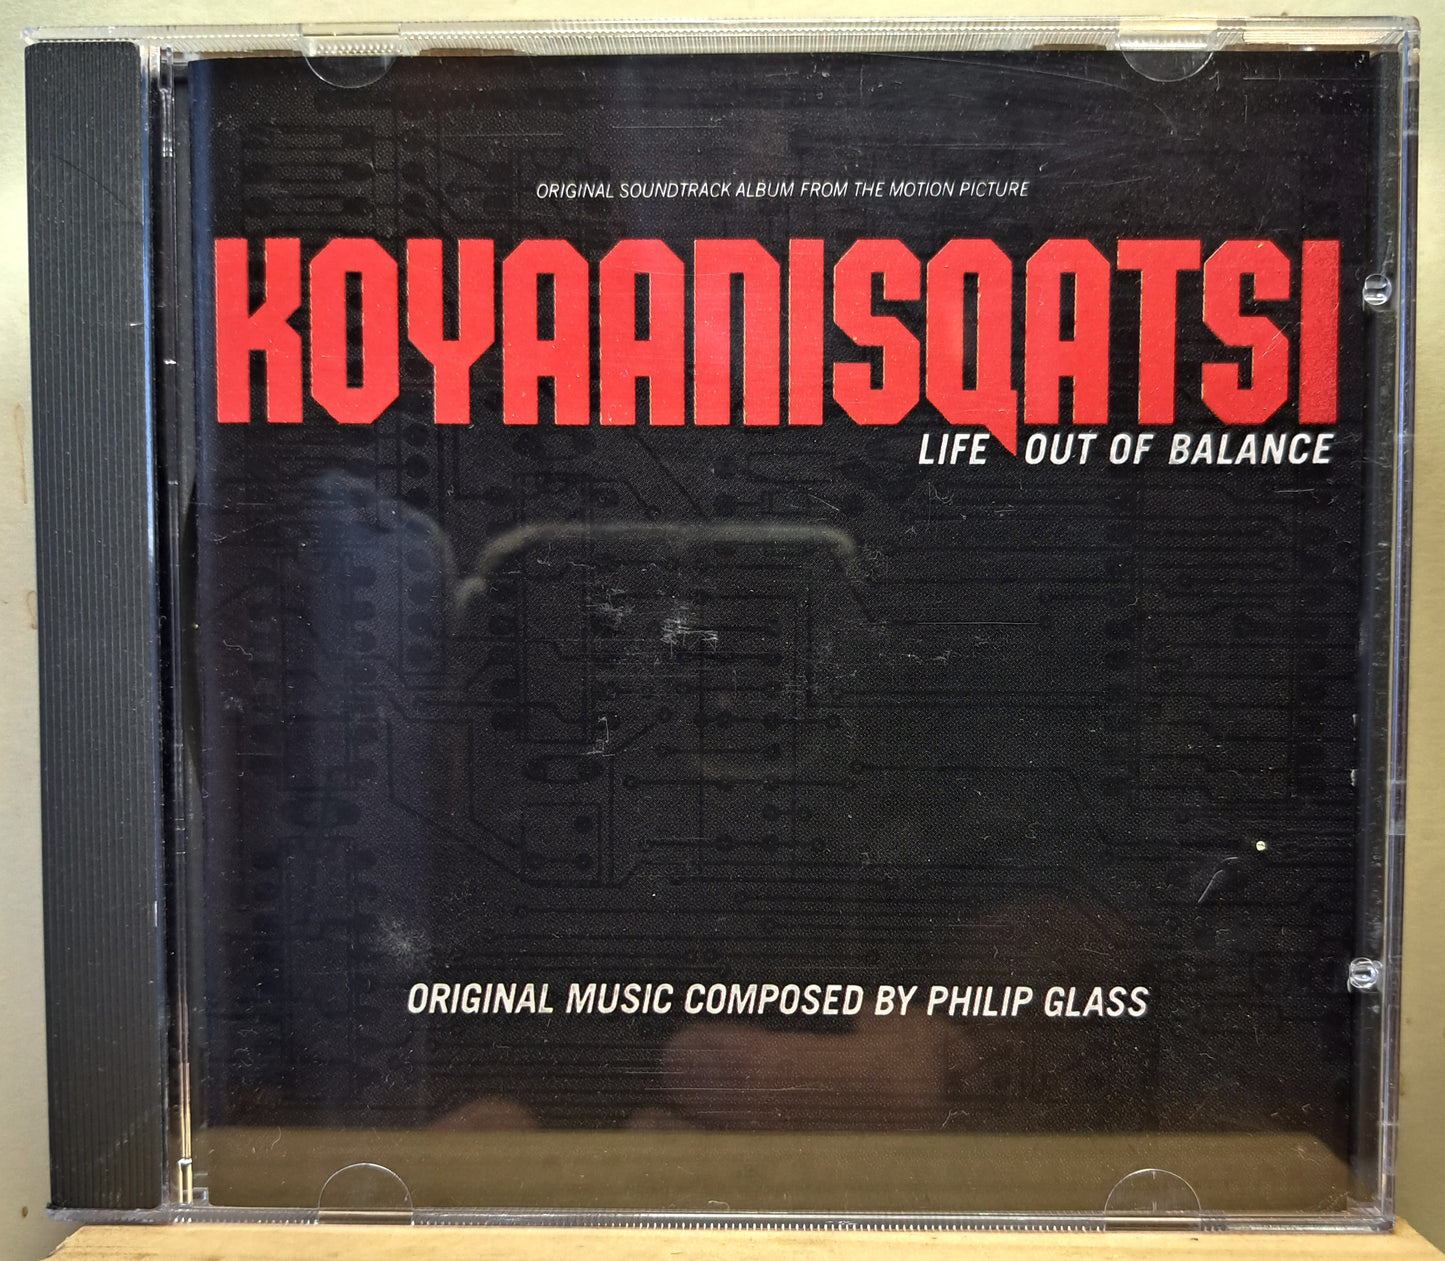 ORIGINAL SOUNDTRACK ALBUM FROM THE MOTION PICTURE
KOYAANISQATSI
LIFE OUT OF BALANCE
ORIGINAL MUSIC COMPOSED BY PHILIP GLASS